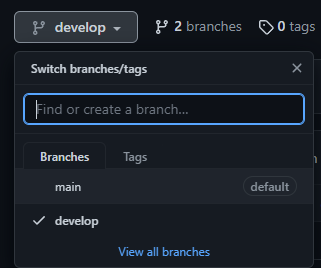 develop 2 branches 0 tags
Switch branches/tags
Find or create a branch...
Branches Tags
main default
develop
View all branches